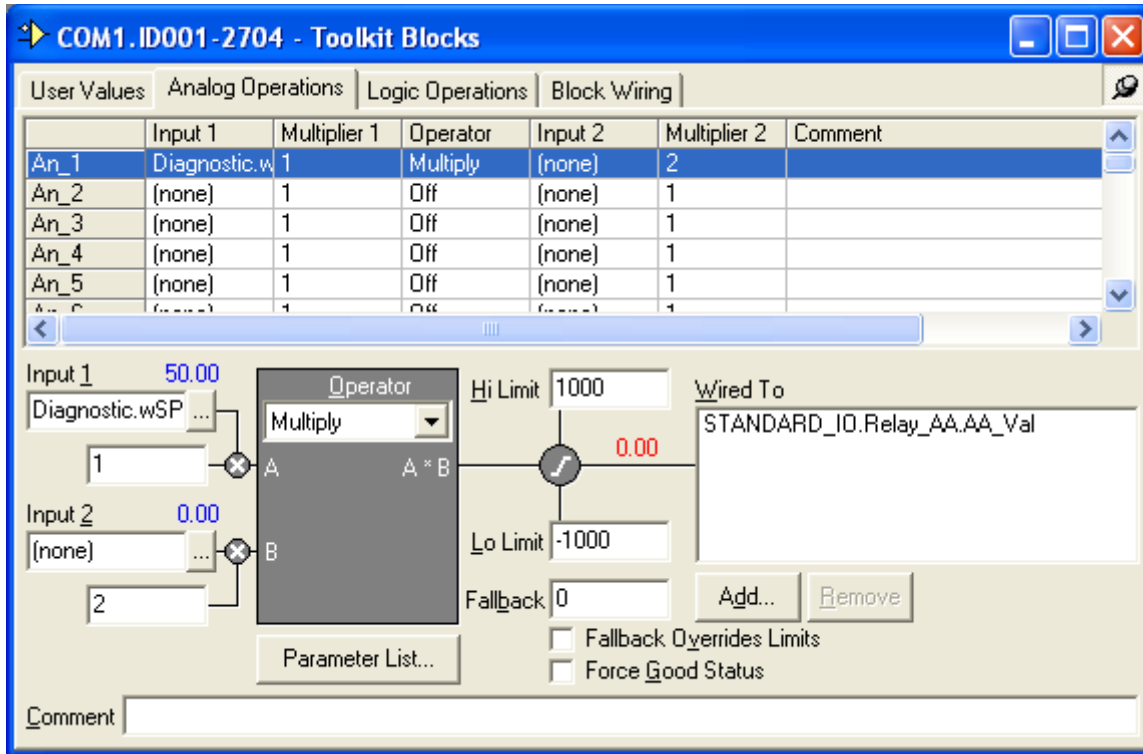 COM1.ID001-2704 - Toolkit Blocks
User Values Analog Operations Logic Operations Block Wiring
Input 1 Multiplier 1 Operator Input 2 Multiplier 2 Comment
An_1 Diagnostic.w 1 Multiply (none) 2
An_2 (none) 1 Off (none) 1
An_3 (none) 1 Off (none) 1
An_4 (none) 1 Off (none) 1
An_5 (none) 1 Off (none) 1
Input 1 50.00 Operator Hi Limit 1000 Wired To
Diagnostic.wSP ... Multiply STANDARD_IO.Relay_AA.AA_Val
1 A A * B 0.00
Input 2 0.00
(none) ... B Lo Limit -1000
2 Fallback 0 Add... Remove
Fallback Overrides Limits
Parameter List... Force Good Status
Comment